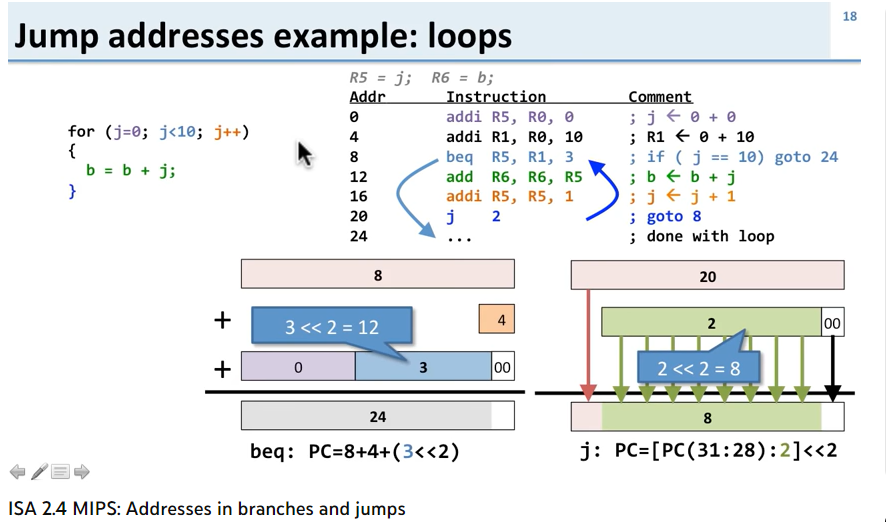 18
Jump addresses example: loops
R5 = j;  R6 = b;
Addr Instruction Comment
0 addi R5, R0, 0 ; j ← 0 + 0
4 addi R1, R0, 10 ; R1 ← 0 + 10
8 beq R5, R1, 3 ; if ( j == 10) goto 24
12 add R6, R6, R5 ; b ← b + j
16 addi R5, R5, 1 ; j ← j + 1
20 j 2 ; goto 8
24 ... ; done with loop
for (j=0; j<10; j++)
{
b = b + j;
}
8
+ 4
3 << 2 = 12
+ 0 3 00
24
beq: PC=8+4+(3<<2)
20
2 00
2 << 2 = 8
8
j: PC=[PC(31:28):2]<<2
ISA 2.4 MIPS: Addresses in branches and jumps